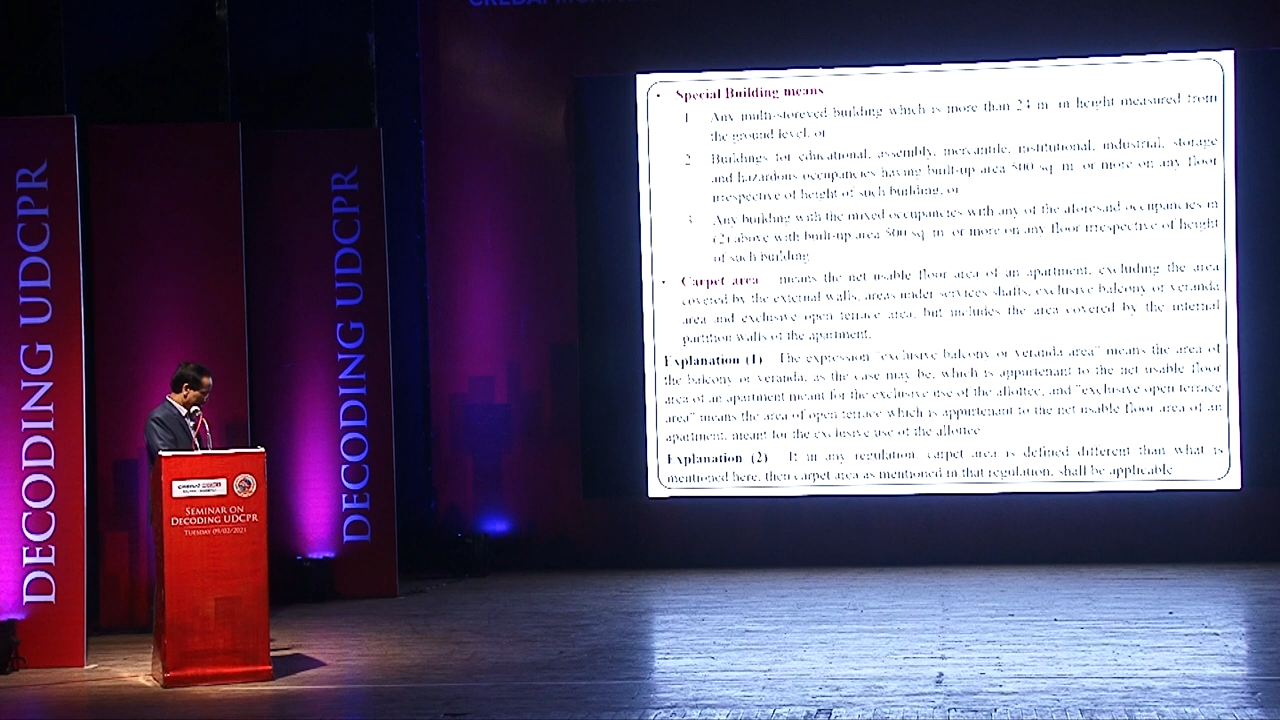 CREDAI MCHI
DECODING UDCPR
DECODING UDCPR
SEMINAR ON
DECODING UDCPR
TUESDAY 09/02/2021
• Special Building means
1. Any multi-storeyed building which is more than 24 m. in height measured from
the ground level, or
2. Buildings for educational, assembly, mercantile, institutional, industrial, storage
and hazardous occupancies having built-up area 500 sq. m. or more on any floor
irrespective of height of such building, or
3. Any building with the mixed occupancies with any of the aforesaid occupancies in
(2) above with built-up area 500 sq. m. or more on any floor irrespective of height
of such building.
• Carpet area - means the net usable floor area of an apartment, excluding the area
covered by the external walls, areas under services shafts, exclusive balcony or veranda
area and exclusive open terrace area, but includes the area covered by the internal
partition walls of the apartment.
Explanation (1) - The expression "exclusive balcony or veranda area" means the area of
the balcony or veranda, as the case may be, which is appurtenant to the net usable floor
area of an apartment meant for the exclusive use of the allottee, and "exclusive open terrace
area" means the area of open terrace which is appurtenant to the net usable floor area of an
apartment, meant for the exclusive use of the allottee.
Explanation (2) - If in any regulation, carpet area is defined different than what is
mentioned here, then carpet area as mentioned in that regulation, shall be applicable